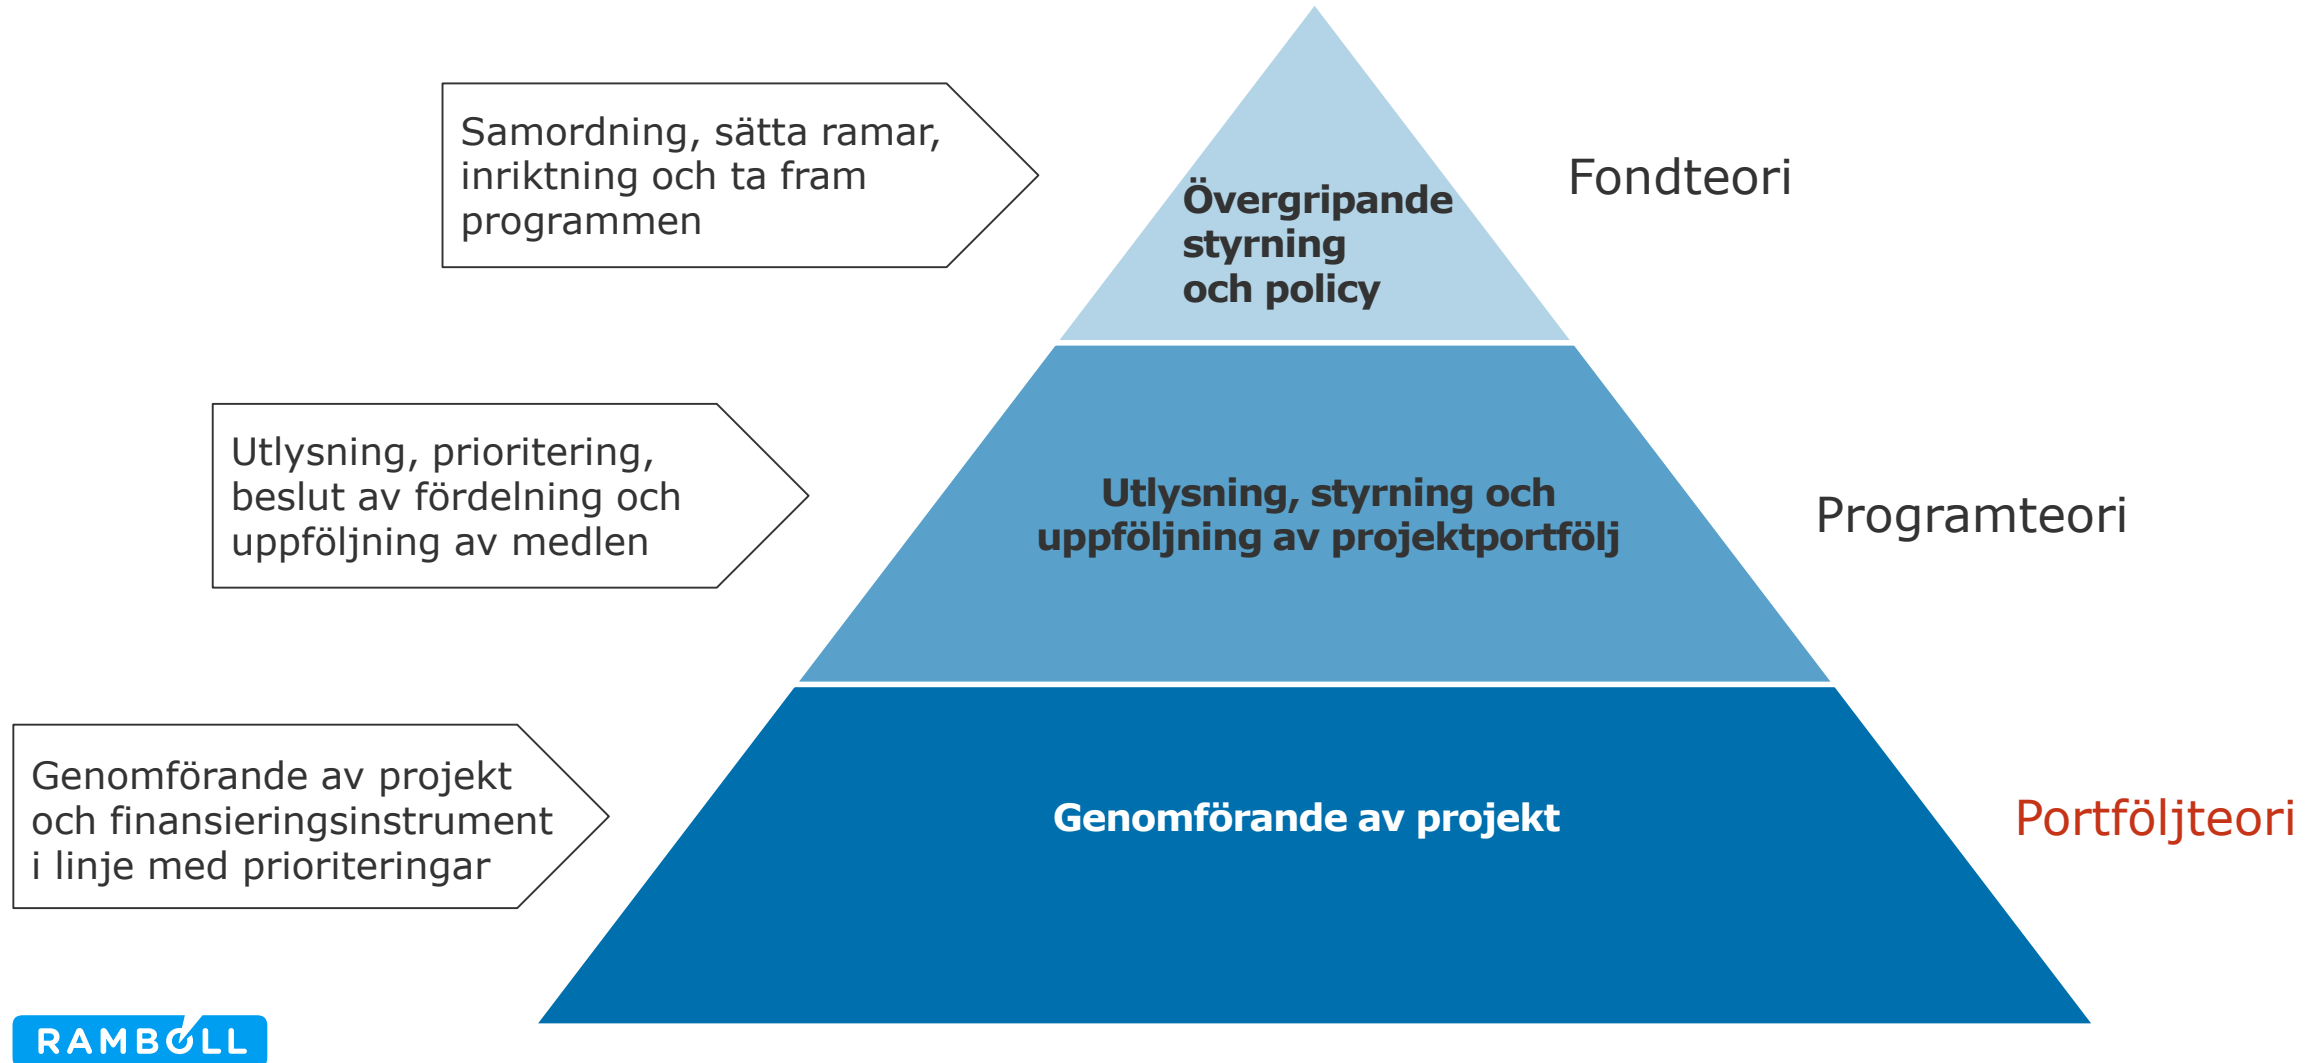 Samordning, sätta ramar,
inriktning och ta fram
programmen
Övergripande
styrning
och policy
Fondteori
Utlysning, prioritering,
beslut av fördelning och
uppföljning av medlen
Utlysning, styrning och
uppföljning av projektportfölj
Programteori
Genomförande av projekt
och finansieringsinstrument
i linje med prioriteringar
Genomförande av projekt
Portföljteori
RAMBOLL